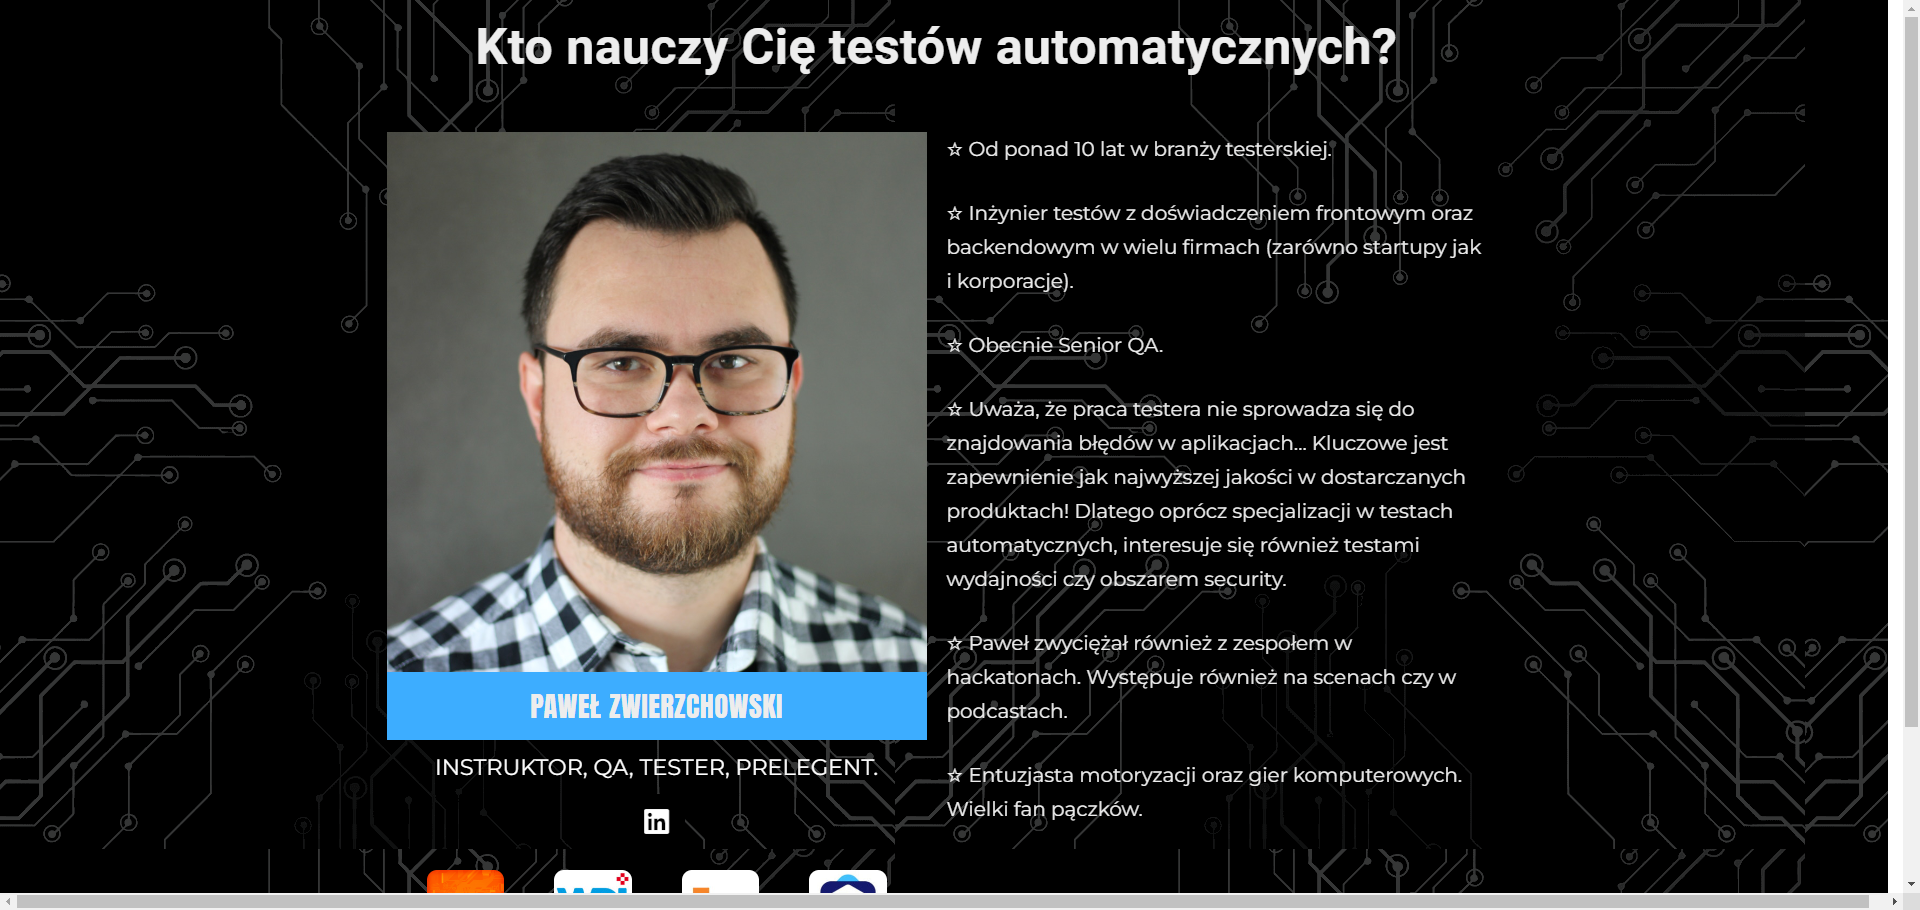 Kto nauczy Cię testów automatycznych?
☆ Od ponad 10 lat w branży testerskiej.
☆ Inżynier testów z doświadczeniem frontowym oraz
backendowym w wielu firmach (zarówno startupy jak
i korporacje).
☆ Obecnie Senior QA.
☆ Uważa, że praca testera nie sprowadza się do
znajdowania błędów w aplikacjach... Kluczowe jest
zapewnienie jak najwyższej jakości w dostarczanych
produktach! Dlatego oprócz specjalizacji w testach
automatycznych, interesuje się również testami
wydajności czy obszarem security.
☆ Paweł zwyciężał również z zespołem w
hackatonach. Występuje również na scenach czy w
podcastach.
☆ Entuzjasta motoryzacji oraz gier komputerowych.
Wielki fan pączków.
PAWEŁ ZWIERZCHOWSKI
INSTRUKTOR, QA, TESTER, PRELEGENT.
in